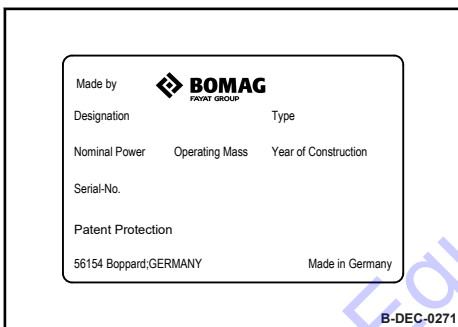 Made by BOMAG
FAYAT GROUP
Designation Type
Nominal Power Operating Mass Year of Construction
Serial-No.
Patent Protection
56154 Boppard;GERMANY Made in Germany
B-DEC-0271